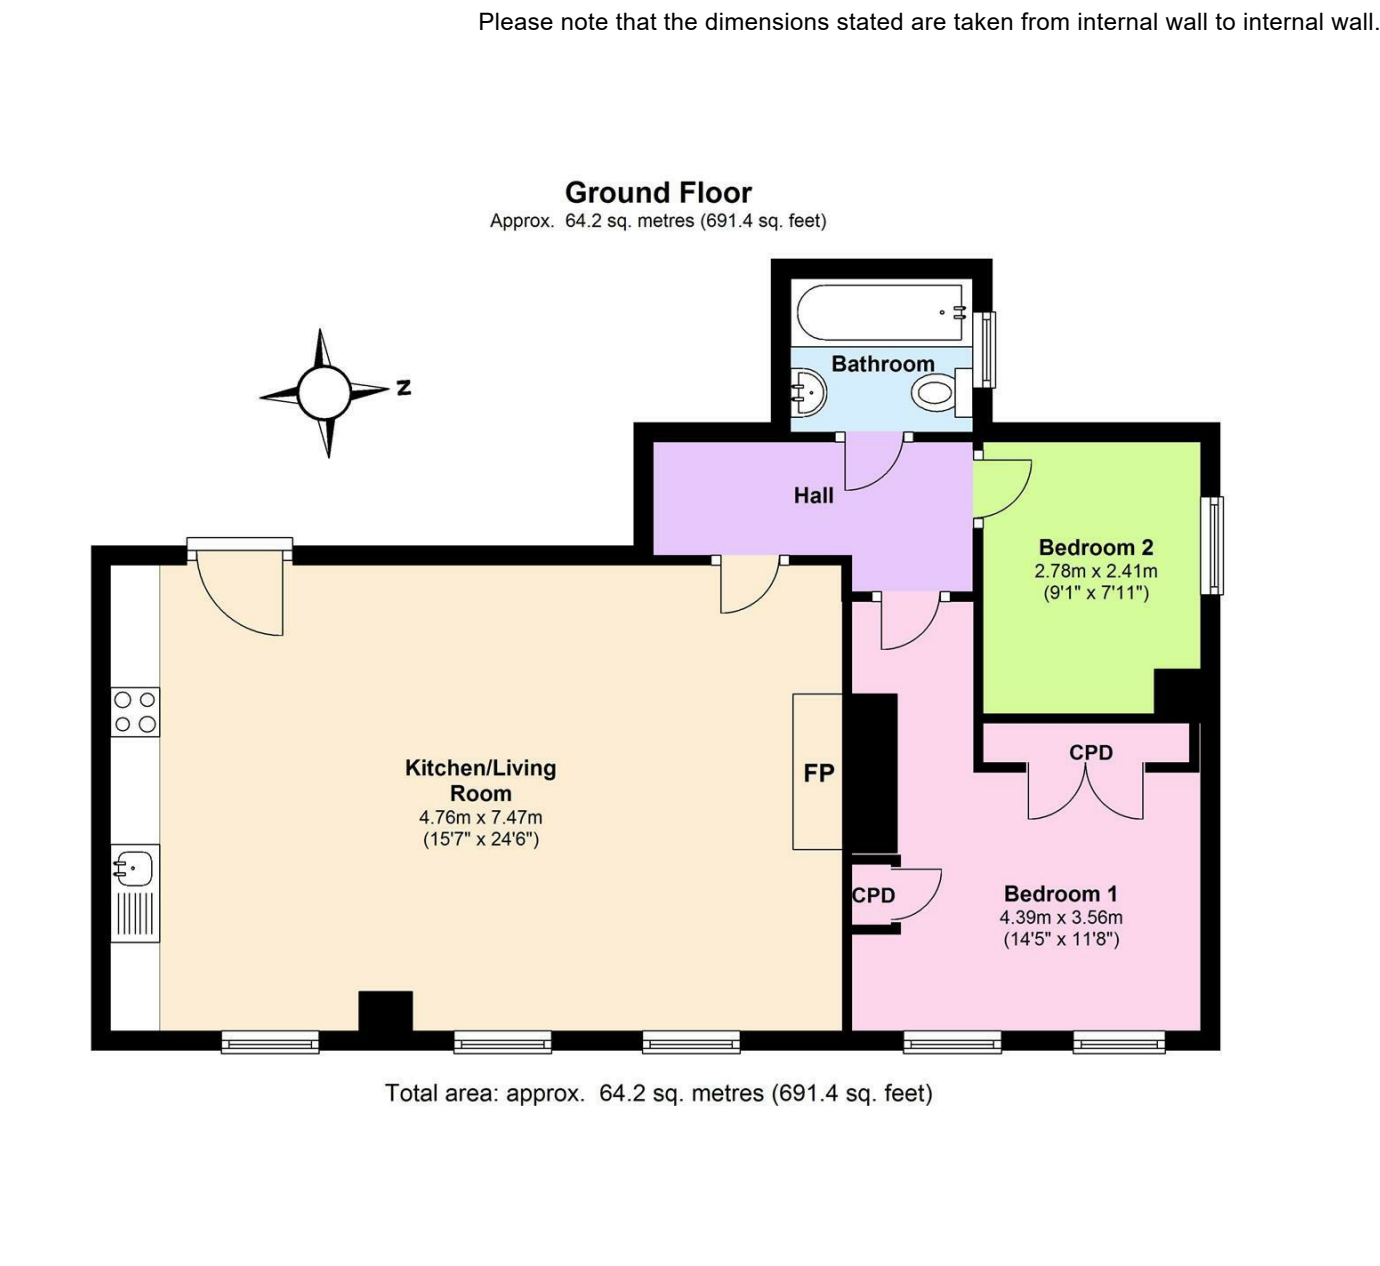 Please note that the dimensions stated are taken from internal wall to internal wall.
Ground Floor
Approx. 64.2 sq. metres (691.4 sq. feet)
Bathroom
N
Hall
Bedroom 2
2.78m x 2.41m
(9'1" x 7'11")
CPD
Kitchen/Living
Room
4.76m x 7.47m
(15'7" x 24'6")
FP
CPD
Bedroom 1
4.39m x 3.56m
(14'5" x 11'8")
Total area: approx. 64.2 sq. metres (691.4 sq. feet)